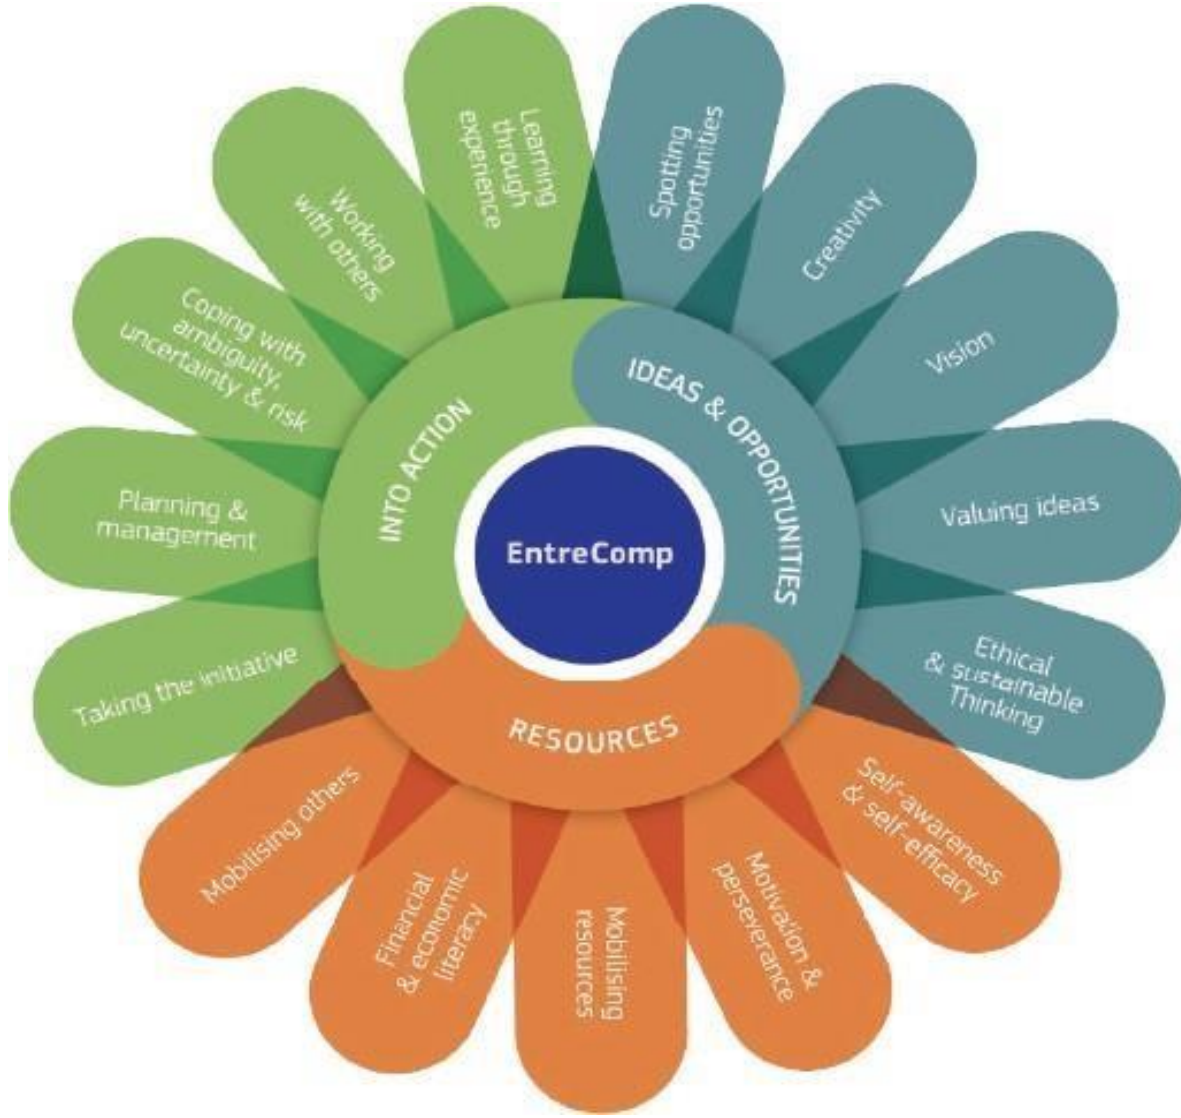 EntreComp
IDEAS & OPPORTUNITIES
Spotting
opportunities
Creativity
Vision
Valuing ideas
Ethical
& sustainable
Thinking
RESOURCES
Self-awareness
& self-efficacy
Motivation &
perseverance
Mobilising
resources
Financial
& economic
literacy
Mobilising others
INTO ACTION
Taking the initiative
Planning &
management
Coping with
ambiguity,
uncertainty & risk
Working
with others
Learning
through
experience